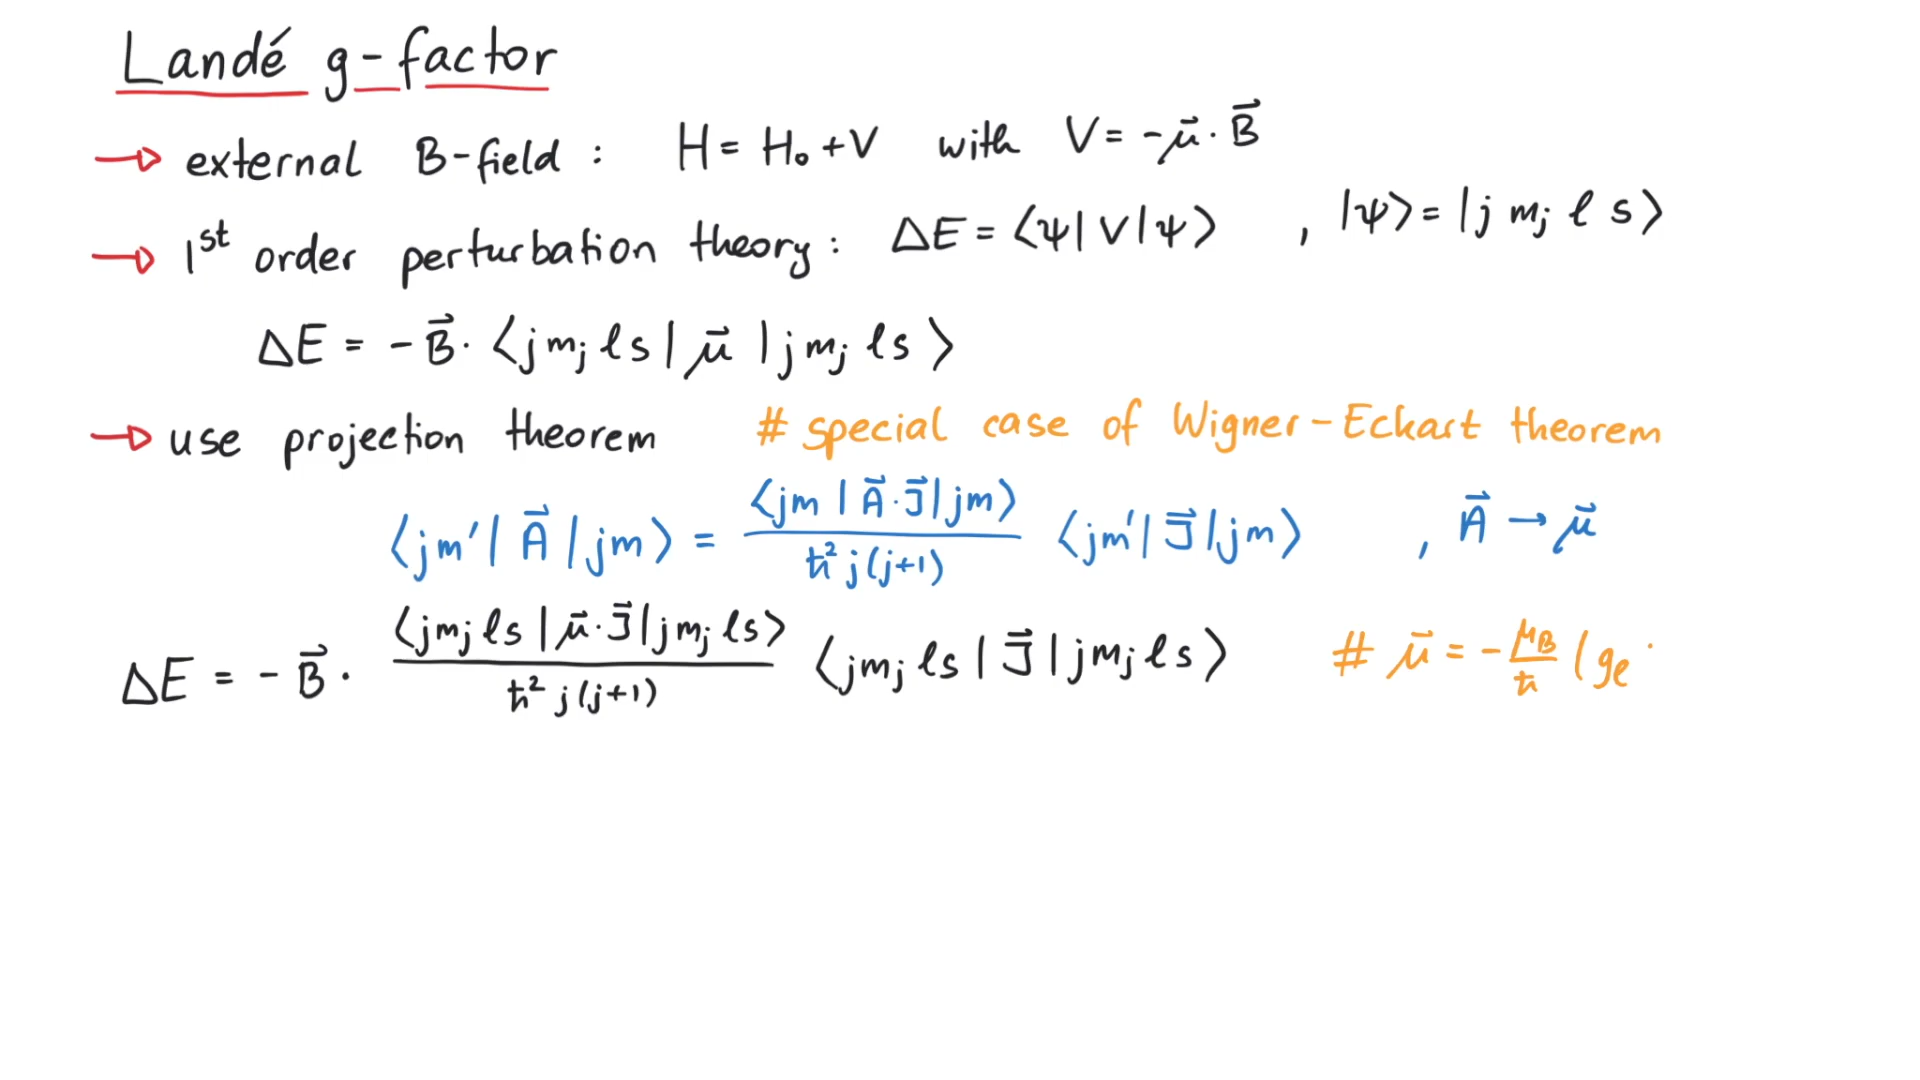 Landé g-factor
→ external B-field : H = H₀ + V with V = -μ⃗ · B⃗
→ 1ˢᵗ order perturbation theory : ΔE = ⟨ψ| V |ψ⟩ , |ψ⟩ = |j mⱼ ℓ s⟩
ΔE = - B⃗ · ⟨j mⱼ ℓ s | μ⃗ | j mⱼ ℓ s⟩
→ use projection theorem # special case of Wigner-Eckart theorem
⟨jm'| A⃗ |jm⟩ = ⟨jm | A⃗ · J⃗ | jm⟩ / ħ² j(j+1) ⟨jm'| J⃗ |jm⟩ , A⃗ → μ⃗
ΔE = - B⃗ · ⟨j mⱼ ℓ s | μ⃗ · J⃗ | j mⱼ ℓ s⟩ / ħ² j(j+1) ⟨j mⱼ ℓ s | J⃗ | j mⱼ ℓ s⟩ # μ⃗ = - μ_B / ħ (g_ℓ